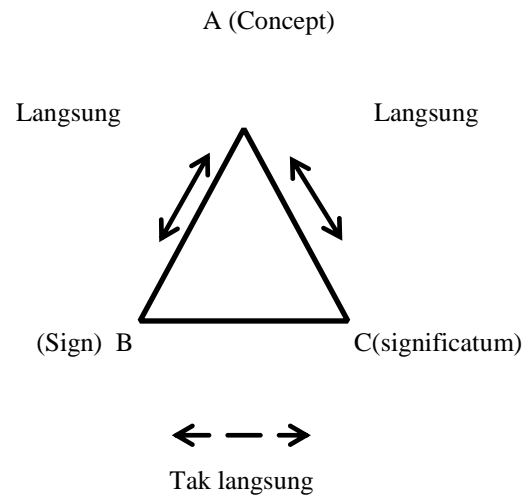 A (Concept)
Langsung Langsung
(Sign) B C(significatum)
Tak langsung